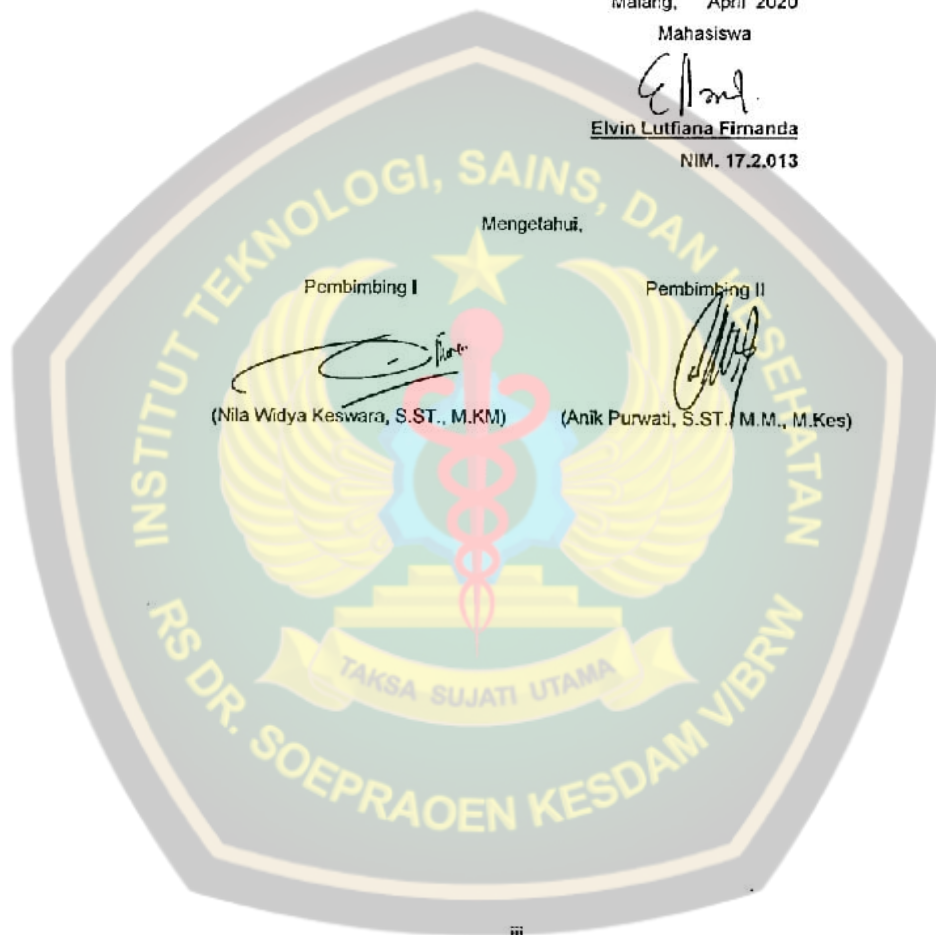 Malang, April 2020
Mahasiswa
Elvin Lutfiana Firnanda
NIM. 17.2.013
Mengetahui,
Pembimbing I Pembimbing II
(Nila Widya Keswara, S.ST., M.KM) (Anik Purwati, S.ST., M.M., M.Kes)
INSTITUT TEKNOLOGI, SAINS, DAN KESEHATAN
RS DR. SOEPRAOEN KESDAM V/BRW
TAKSA SUJATI UTAMA
iii